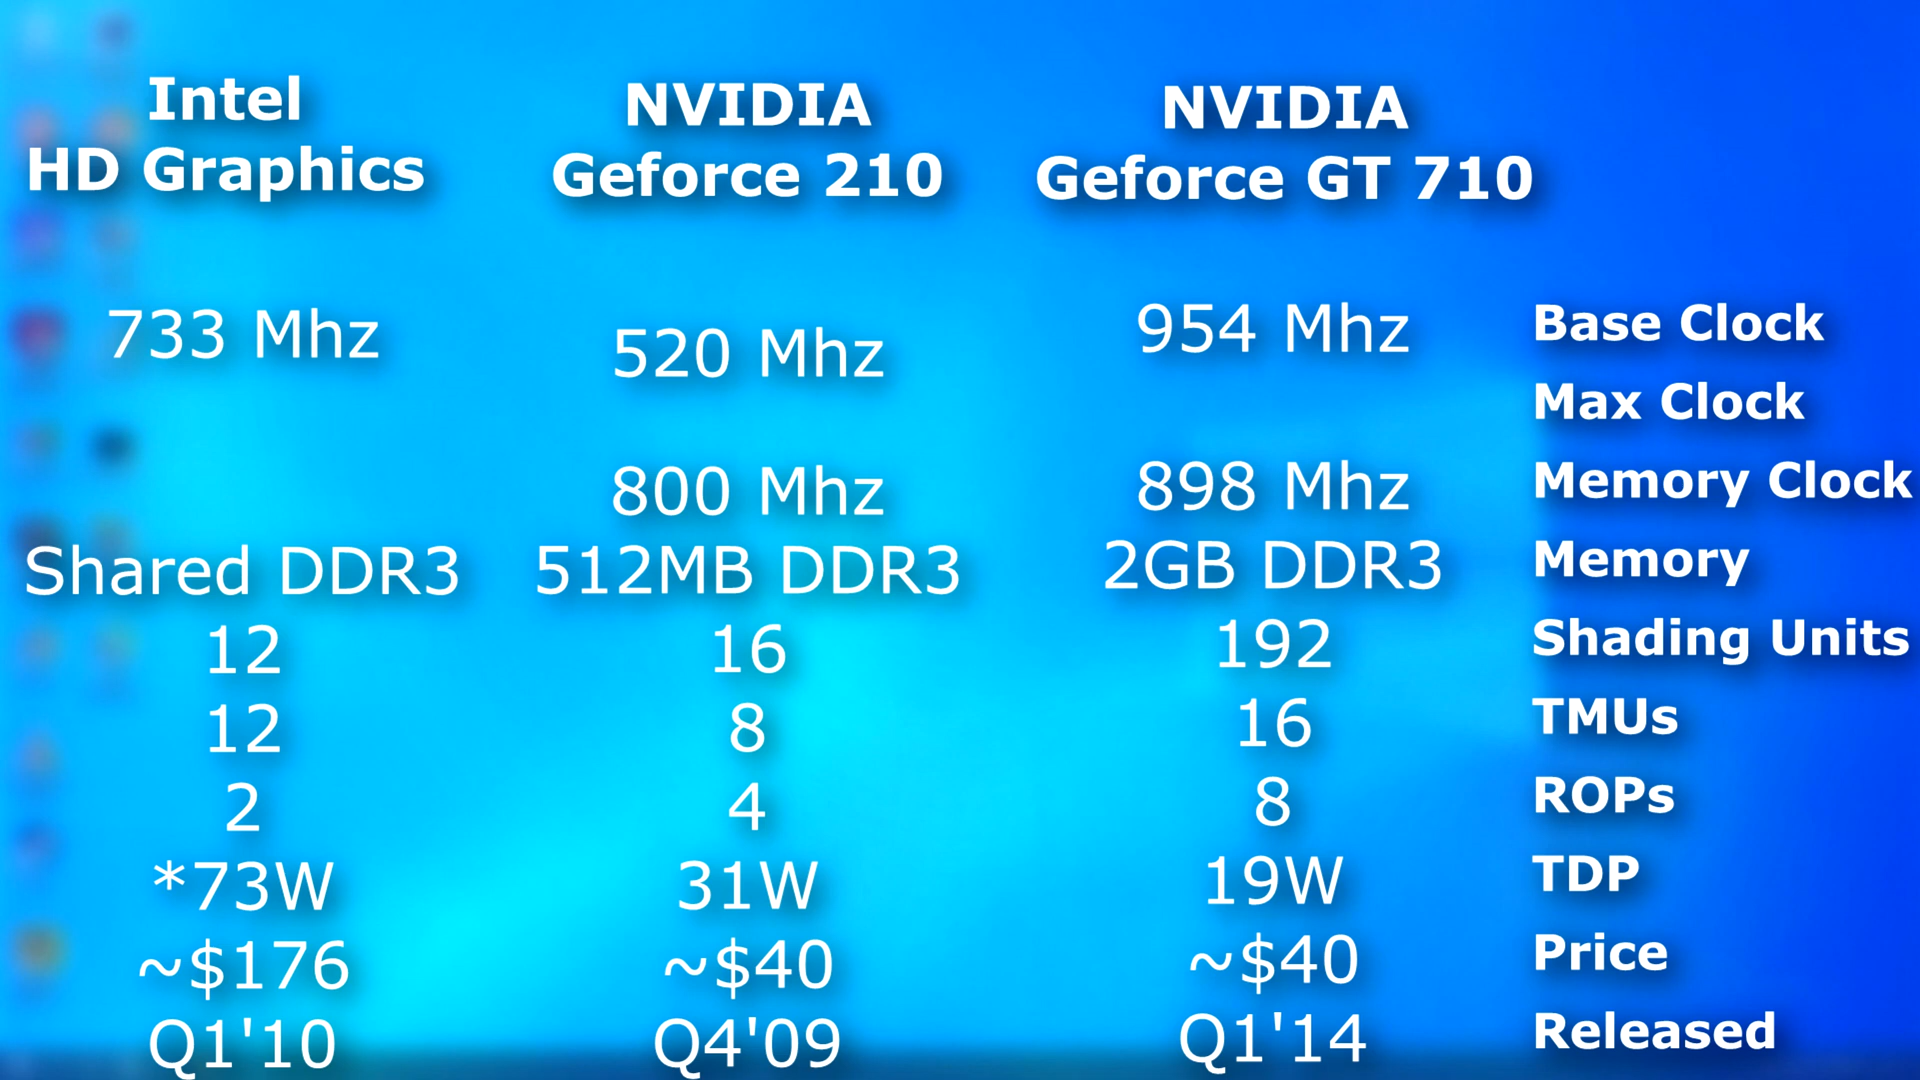 Intel NVIDIA NVIDIA
HD Graphics Geforce 210 Geforce GT 710
733 Mhz 520 Mhz 954 Mhz Base Clock
Max Clock
800 Mhz 898 Mhz Memory Clock
Shared DDR3 512MB DDR3 2GB DDR3 Memory
12 16 192 Shading Units
12 8 16 TMUs
2 4 8 ROPs
*73W 31W 19W TDP
~$176 ~$40 ~$40 Price
Q1'10 Q4'09 Q1'14 Released